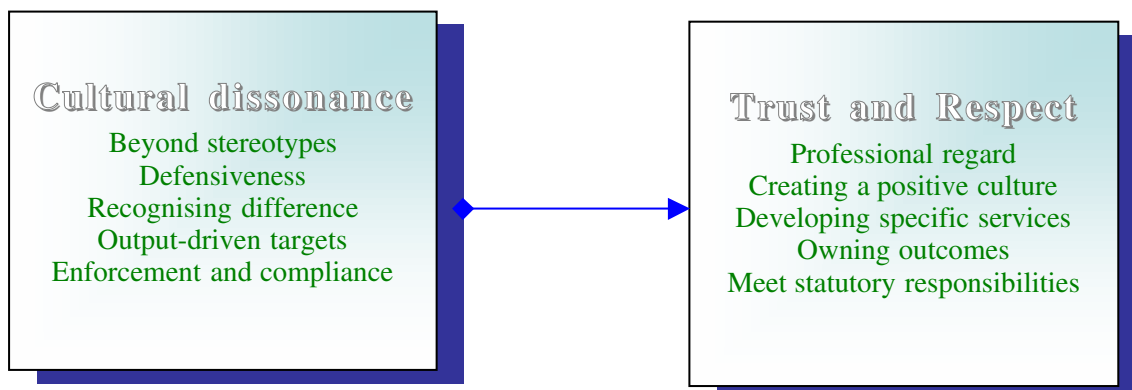 Cultural dissonance
Beyond stereotypes
Defensiveness
Recognising difference
Output-driven targets
Enforcement and compliance
Trust and Respect
Professional regard
Creating a positive culture
Developing specific services
Owning outcomes
Meet statutory responsibilities